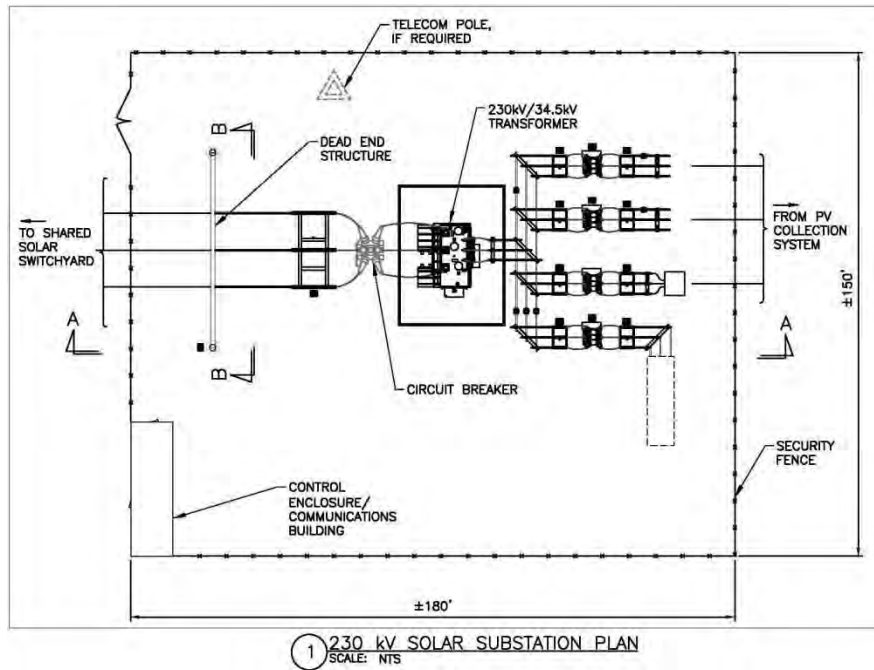 TELECOM POLE,
IF REQUIRED
230kV/34.5kV
TRANSFORMER
B
DEAD END
STRUCTURE
TO SHARED
SOLAR
SWITCHYARD
FROM PV
COLLECTION
SYSTEM
±150'
A
A
B
CIRCUIT BREAKER
SECURITY
FENCE
CONTROL
ENCLOSURE/
COMMUNICATIONS
BUILDING
±180'
1 230 kV SOLAR SUBSTATION PLAN
SCALE: NTS